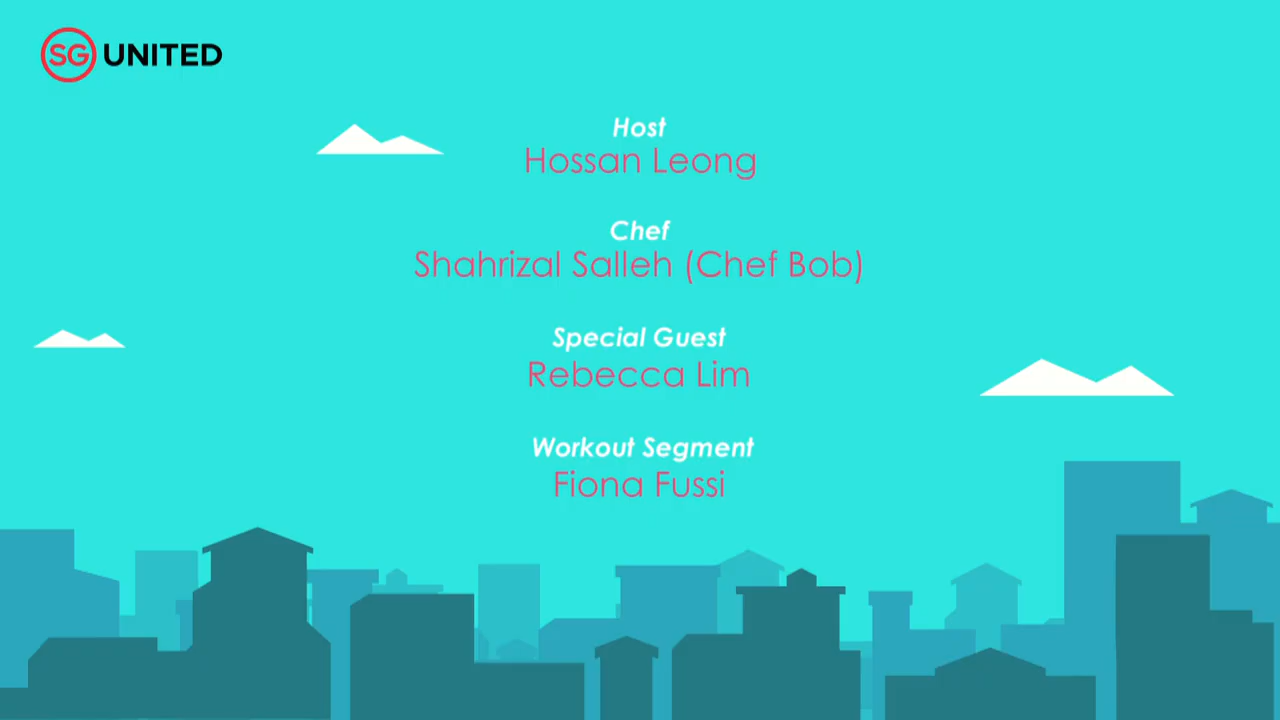 SG UNITED
Host
Hossan Leong
Chef
Shahrizal Salleh (Chef Bob)
Special Guest
Rebecca Lim
Workout Segment
Fiona Fussi